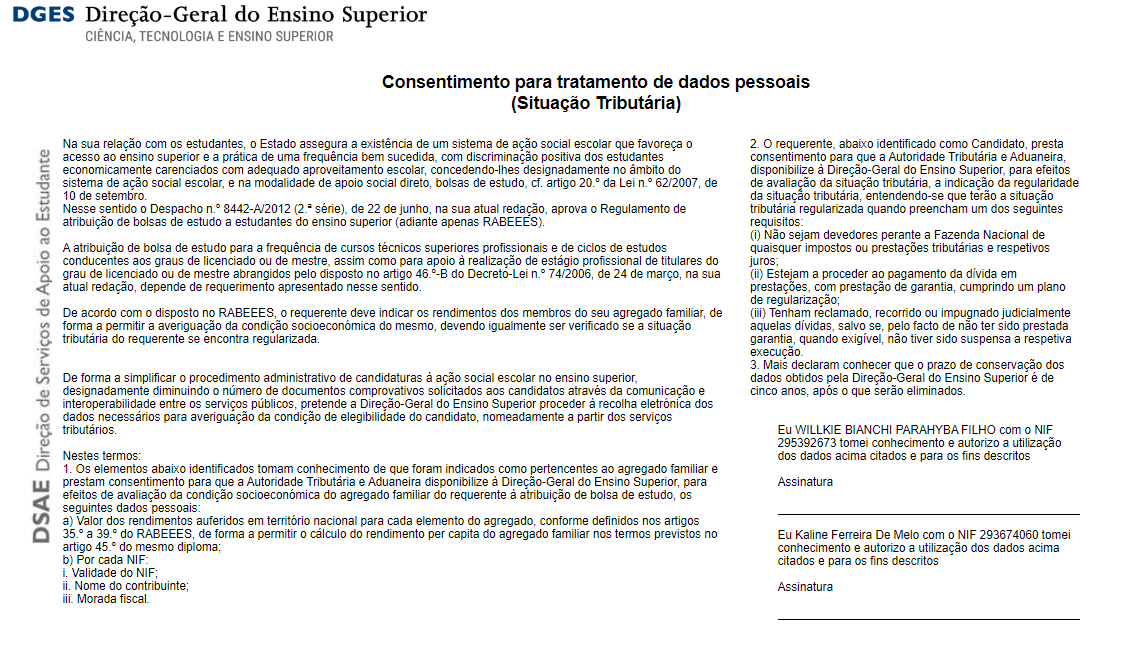 DGES Direção-Geral do Ensino Superior
CIÊNCIA, TECNOLOGIA E ENSINO SUPERIOR
Consentimento para tratamento de dados pessoais
(Situação Tributária)
DSAE Direção de Serviços de Apoio ao Estudante
Na sua relação com os estudantes, o Estado assegura a existência de um sistema de ação social escolar que favoreça o
acesso ao ensino superior e a prática de uma frequência bem sucedida, com discriminação positiva dos estudantes
economicamente carenciados com adequado aproveitamento escolar, concedendo-lhes designadamente no âmbito do
sistema de ação social escolar, e na modalidade de apoio social direto, bolsas de estudo, cf. artigo 20.º da Lei n.º 62/2007, de
10 de setembro.
Nesse sentido o Despacho n.º 8442-A/2012 (2.ª série), de 22 de junho, na sua atual redação, aprova o Regulamento de
atribuição de bolsas de estudo a estudantes do ensino superior (adiante apenas RABEEES).
A atribuição de bolsa de estudo para a frequência de cursos técnicos superiores profissionais e de ciclos de estudos
conducentes aos graus de licenciado ou de mestre, assim como para apoio à realização de estágio profissional de titulares do
grau de licenciado ou de mestre abrangidos pelo disposto no artigo 46.º-B do Decreto-Lei n.º 74/2006, de 24 de março, na sua
atual redação, depende de requerimento apresentado nesse sentido.
De acordo com o disposto no RABEEES, o requerente deve indicar os rendimentos dos membros do seu agregado familiar, de
forma a permitir a averiguação da condição socioeconómica do mesmo, devendo igualmente ser verificado se a situação
tributária do requerente se encontra regularizada.
De forma a simplificar o procedimento administrativo de candidaturas à ação social escolar no ensino superior,
designadamente diminuindo o número de documentos comprovativos solicitados aos candidatos através da comunicação e
interoperabilidade entre os serviços públicos, pretende a Direção-Geral do Ensino Superior proceder à recolha eletrónica dos
dados necessários para averiguação da condição de elegibilidade do candidato, nomeadamente a partir dos serviços
tributários.
Nestes termos:
1. Os elementos abaixo identificados tomam conhecimento de que foram indicados como pertencentes ao agregado familiar e
prestam consentimento para que a Autoridade Tributária e Aduaneira disponibilize à Direção-Geral do Ensino Superior, para
efeitos de avaliação da condição socioeconómica do agregado familiar do requerente à atribuição de bolsa de estudo, os
seguintes dados pessoais:
a) Valor dos rendimentos auferidos em território nacional para cada elemento do agregado, conforme definidos nos artigos
35.º a 39.º do RABEEES, de forma a permitir o cálculo do rendimento per capita do agregado familiar nos termos previstos no
artigo 45.º do mesmo diploma;
b) Por cada NIF:
i. Validade do NIF;
ii. Nome do contribuinte;
iii. Morada fiscal.
2. O requerente, abaixo identificado como Candidato, presta
consentimento para que a Autoridade Tributária e Aduaneira,
disponibilize à Direção-Geral do Ensino Superior, para efeitos
de avaliação da situação tributária, a indicação da regularidade
da situação tributária, entendendo-se que terão a situação
tributária regularizada quando preencham um dos seguintes
requisitos:
(i) Não sejam devedores perante a Fazenda Nacional de
quaisquer impostos ou prestações tributárias e respetivos
juros;
(ii) Estejam a proceder ao pagamento da dívida em
prestações, com prestação de garantia, cumprindo um plano
de regularização;
(iii) Tenham reclamado, recorrido ou impugnado judicialmente
aquelas dívidas, salvo se, pelo facto de não ter sido prestada
garantia, quando exigível, não tiver sido suspensa a respetiva
execução.
3. Mais declaram conhecer que o prazo de conservação dos
dados obtidos pela Direção-Geral do Ensino Superior é de
cinco anos, após o que serão eliminados.
Eu WILLKIE BIANCHI PARAHYBA FILHO com o NIF
295392673 tomei conhecimento e autorizo a utilização
dos dados acima citados e para os fins descritos
Assinatura
Eu Kaline Ferreira De Melo com o NIF 293674060 tomei
conhecimento e autorizo a utilização dos dados acima
citados e para os fins descritos
Assinatura